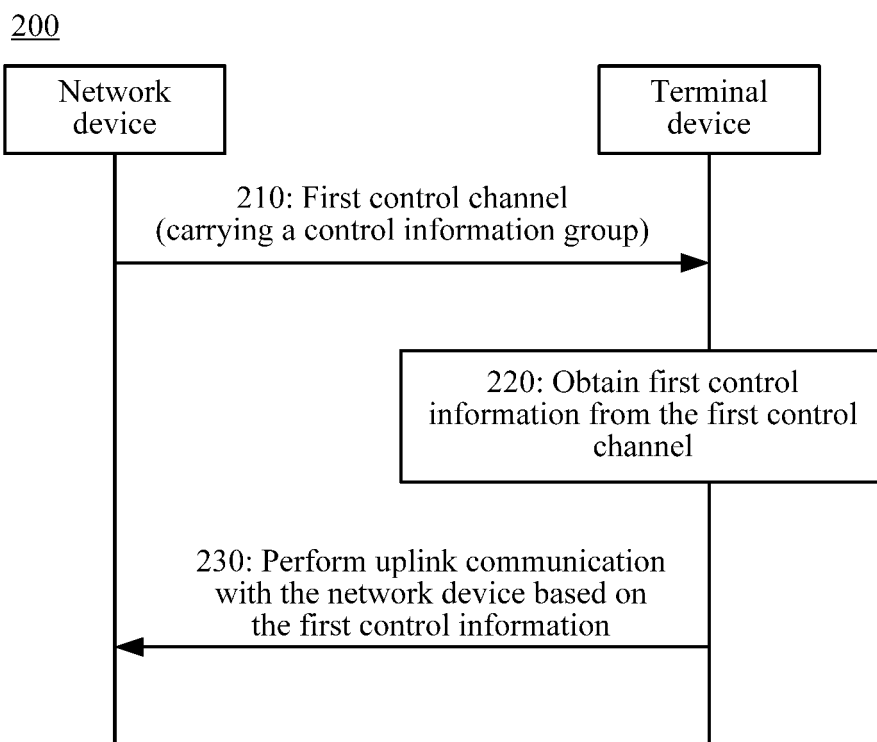 200
Network
device
Terminal
device
210: First control channel
(carrying a control information group)
220: Obtain first control
information from the first control
channel
230: Perform uplink communication
with the network device based on
the first control information